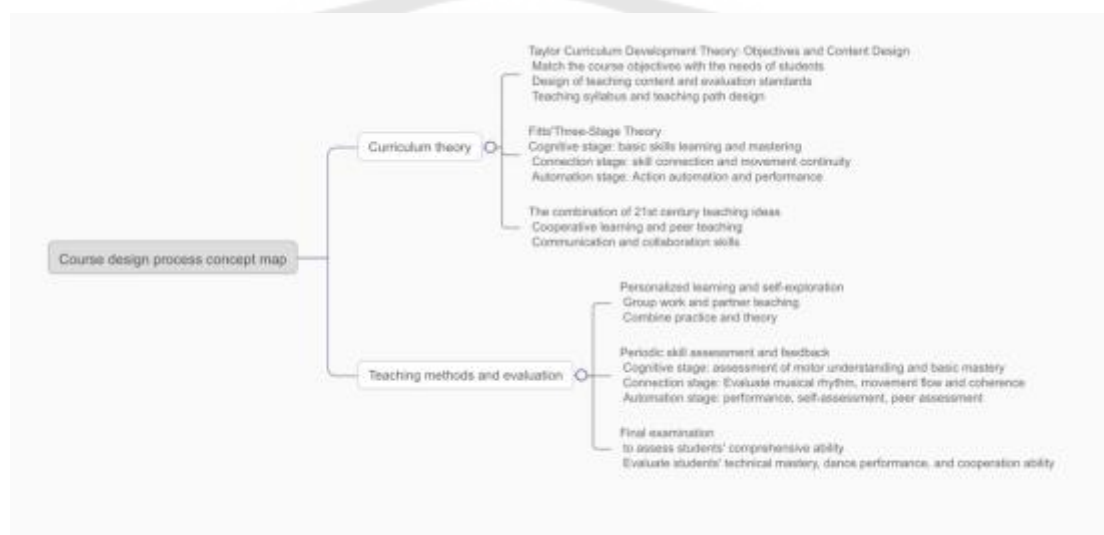 Taylor Curriculum Development Theory: Objectives and Content Design
Match the course objectives with the needs of students
Design of teaching content and evaluation standards
Teaching syllabus and teaching path design
Fitts'Three-Stage Theory
Cognitive stage: basic skills learning and mastering
Connection stage: skill connection and movement continuity
Automation stage: Action automation and performance
Curriculum theory
The combination of 21st century teaching ideas
Cooperative learning and peer teaching
Communication and collaboration skills
Course design process concept map
Personalized learning and self-exploration
Group work and partner teaching
Combine practice and theory
Periodic skill assessment and feedback
Cognitive stage: assessment of motor understanding and basic mastery
Connection stage: Evaluate musical rhythm, movement flow and coherence
Automation stage: performance, self-assessment, peer assessment
Teaching methods and evaluation
Final examination
to assess students' comprehensive ability
Evaluate students' technical mastery, dance performance, and cooperation ability